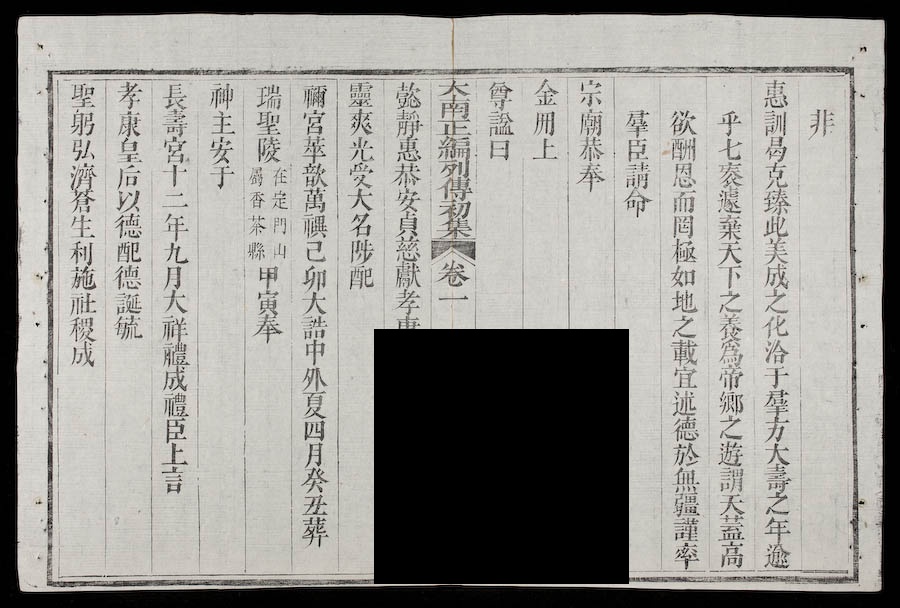 非
惠訓曷克臻此美成之化洽于羣方大壽之年逾
乎七袠遽棄天下之養爲帝鄉之遊謂天蓋高
欲酬恩而罔極如地之載宜述德於無疆謹率
羣臣請命
宗廟恭奉
金冊上
尊諡曰
大南正編列傳初集 卷一
懿靜惠恭安貞慈獻孝康
靈爽光受大名陟配
禰宮萃歆萬禩己卯大誥中外夏四月癸丑葬
瑞聖陵在定門山屬香茶縣甲寅奉
神主安于
長壽宮十二年九月大祥禮成禮臣上言
孝康皇后以德配德誕毓
聖躬弘濟蒼生利施社稷成